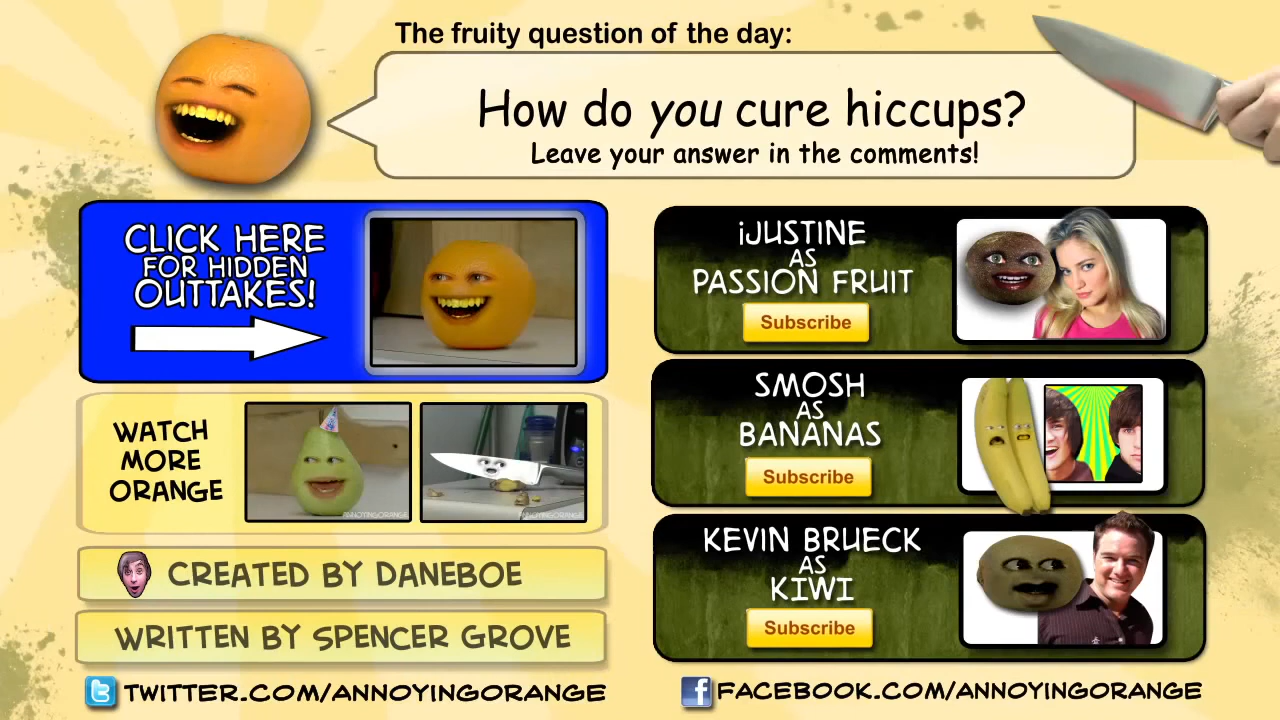 The fruity question of the day:
How do you cure hiccups?
Leave your answer in the comments!
CLICK HERE
FOR HIDDEN
OUTTAKES!
WATCH
MORE
ORANGE
ANNOYINGORANGE
ANNOYINGORANGE
CREATED BY DANEBOE
WRITTEN BY SPENCER GROVE
TWITTER.COM/ANNOYINGORANGE
iJUSTINE
AS
PASSION FRUIT
Subscribe
SMOSH
AS
BANANAS
Subscribe
KEVIN BRUECK
AS
KIWI
Subscribe
FACEBOOK.COM/ANNOYINGORANGE